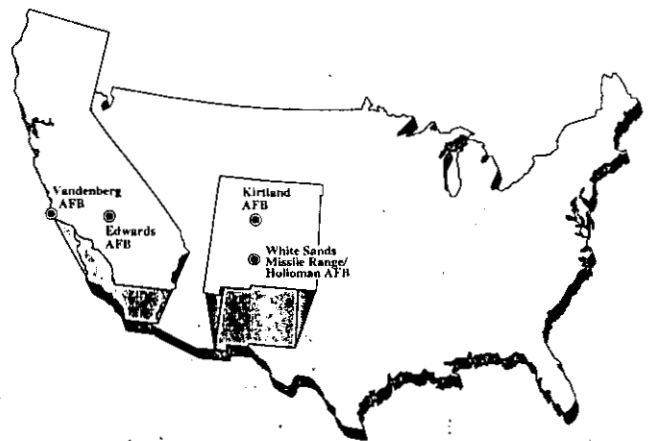 Vandenberg
AFB
Edwards
AFB
Kirtland
AFB
White Sands
Missile Range/
Holloman AFB